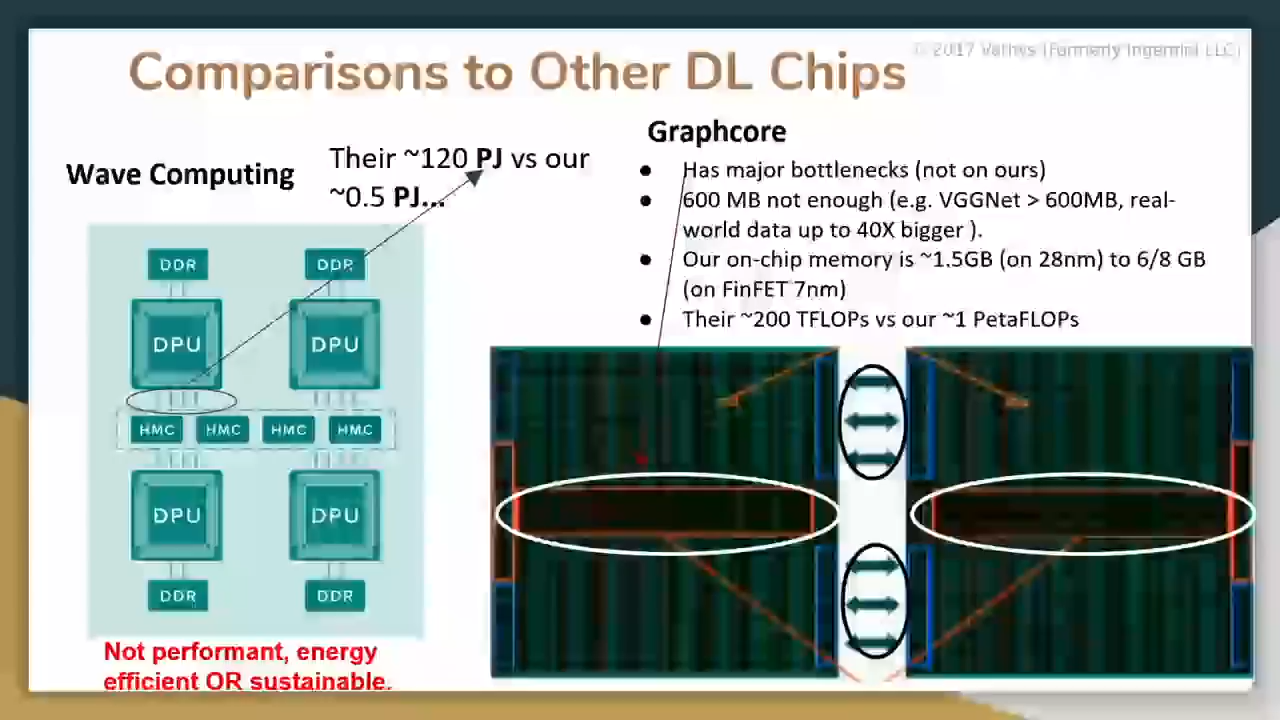 © 2017 Vathys (Formerly Ingemini LLC)
Comparisons to Other DL Chips
Wave Computing
Their ~120 PJ vs our
~0.5 PJ...
DDR DDR
DPU DPU
HMC HMC HMC HMC
DPU DPU
DDR DDR
Not performant, energy
efficient OR sustainable.
Graphcore
● Has major bottlenecks (not on ours)
● 600 MB not enough (e.g. VGGNet > 600MB, real-
world data up to 40X bigger ).
● Our on-chip memory is ~1.5GB (on 28nm) to 6/8 GB
(on FinFET 7nm)
● Their ~200 TFLOPs vs our ~1 PetaFLOPs